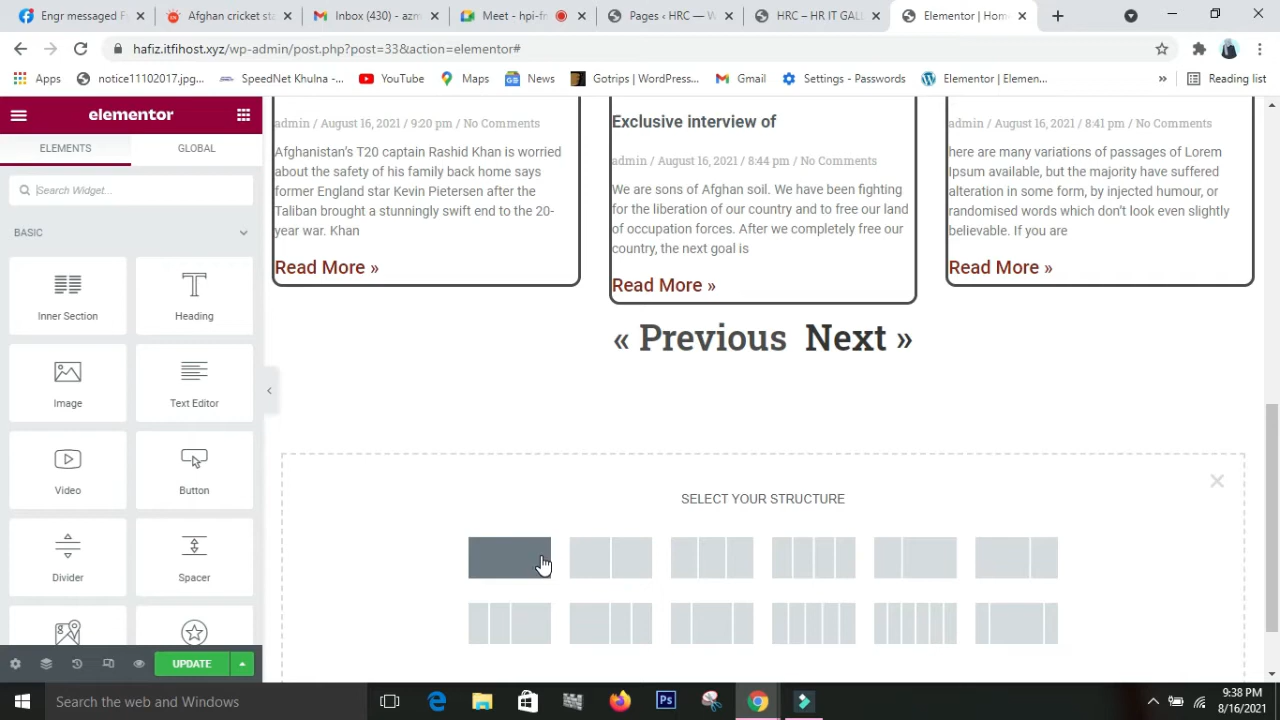 Engr messaged Y
Afghan cricket sta
Inbox (430) - azm
Meet - hpi-fn
Pages ‹ HRC — W
HRC – HR IT GALL
Elementor | Hom
hafiz.itfihost.xyz/wp-admin/post.php?post=33&action=elementor#
Apps
notice11102017.jpg...
SpeedNet Khulna -...
YouTube
Maps
News
Gotrips | WordPress...
Gmail
Settings - Passwords
Elementor | Elemen...
»
Reading list
elementor
ELEMENTS
GLOBAL
Search Widget...
BASIC
Inner Section
Heading
Image
Text Editor
Video
Button
Divider
Spacer
UPDATE
admin / August 16, 2021 / 9:20 pm / No Comments
Afghanistan's T20 captain Rashid Khan is worried
about the safety of his family back home says
former England star Kevin Pietersen after the
Taliban brought a stunningly swift end to the 20-
year war. Khan
Read More »
Exclusive interview of
admin / August 16, 2021 / 8:44 pm / No Comments
We are sons of Afghan soil. We have been fighting
for the liberation of our country and to free our land
of occupation forces. After we completely free our
country, the next goal is
Read More »
admin / August 16, 2021 / 8:41 pm / No Comments
here are many variations of passages of Lorem
Ipsum available, but the majority have suffered
alteration in some form, by injected humour, or
randomised words which don't look even slightly
believable. If you are
Read More »
« Previous Next »
SELECT YOUR STRUCTURE
Search the web and Windows
Ps
9:38 PM
8/16/2021